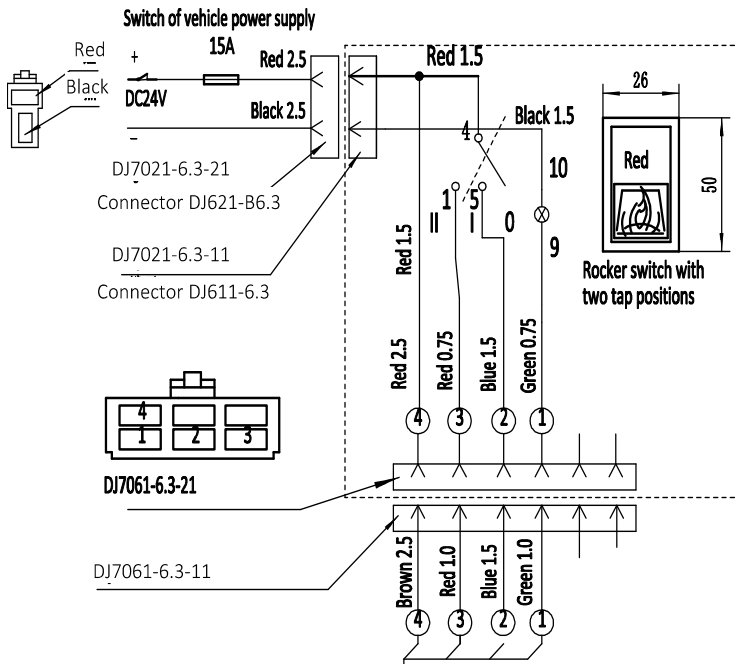 Switch of vehicle power supply
15A
Red
+
Red 2.5
Red 1.5
26
Black
DC24V
Black 2.5
Black 1.5
−
4
10
Red
50
DJ7021-6.3-21
Connector DJ621-B6.3
1
5
II
I
0
9
DJ7021-6.3-11
Connector DJ611-6.3
Rocker switch with
two tap positions
Red 1.5
Red 2.5
Red 0.75
Blue 1.5
Green 0.75
4
1
2
3
4
3
2
1
DJ7061-6.3-21
DJ7061-6.3-11
Brown 2.5
Red 1.0
Blue 1.5
Green 1.0
4
3
2
1